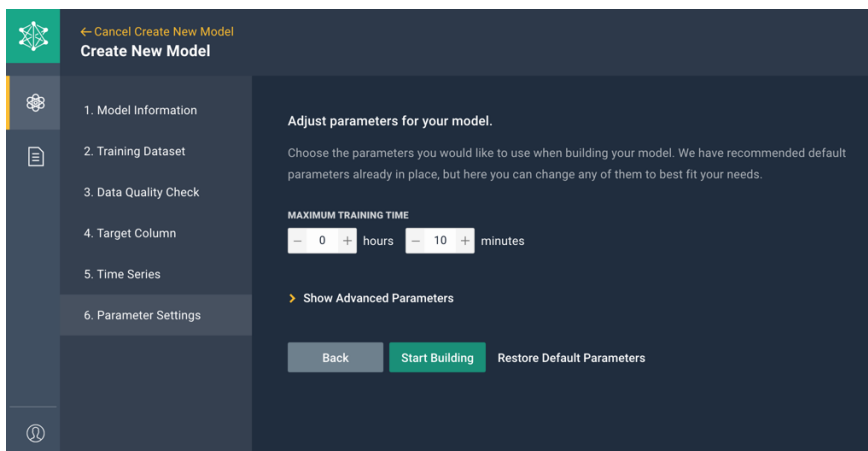 ← Cancel Create New Model
Create New Model
1. Model Information
2. Training Dataset
3. Data Quality Check
4. Target Column
5. Time Series
6. Parameter Settings
Adjust parameters for your model.
Choose the parameters you would like to use when building your model. We have recommended default
parameters already in place, but here you can change any of them to best fit your needs.
MAXIMUM TRAINING TIME
− 0 + hours − 10 + minutes
> Show Advanced Parameters
Back Start Building Restore Default Parameters